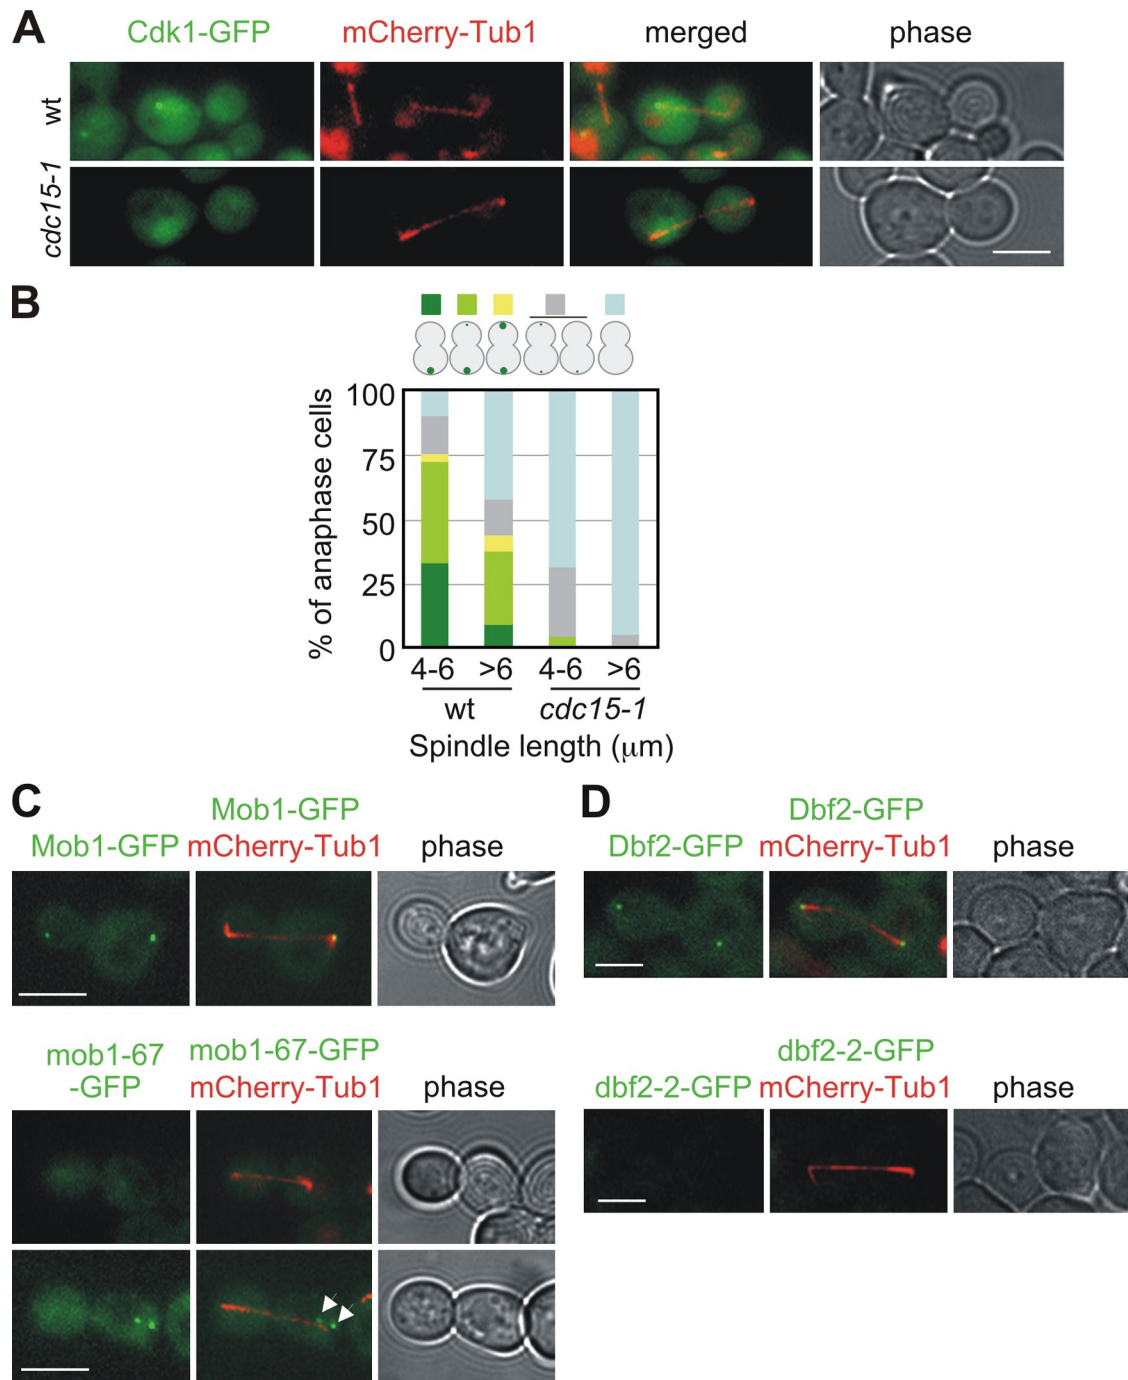 A
Cdk1-GFP mCherry-Tub1 merged phase
wt
cdc15-1
B
100
75
50
25
0
% of anaphase cells
4-6 >6 4-6 >6
wt cdc15-1
Spindle length (μm)
C
Mob1-GFP
Mob1-GFP mCherry-Tub1 phase
mob1-67 mob1-67-GFP
-GFP mCherry-Tub1 phase
D
Dbf2-GFP
Dbf2-GFP mCherry-Tub1 phase
dbf2-2-GFP
dbf2-2-GFP mCherry-Tub1 phase